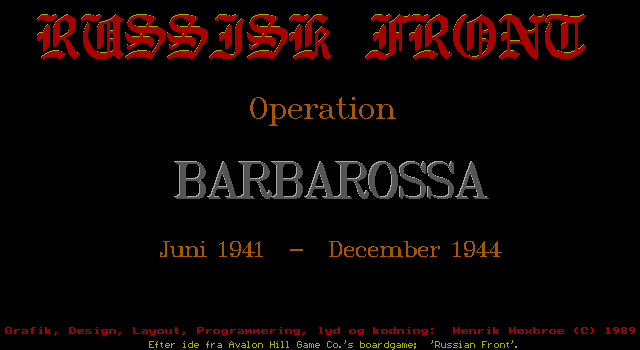 RUSSISK FRONT
Operation
BARBAROSSA
Juni 1941 - December 1944
Grafik, Design, Layout, Programmering, lyd og kodning: Henrik Hoxbroe (C) 1989
Efter ide fra Avalon Hill Game Co.'s boardgame; 'Russian Front'.